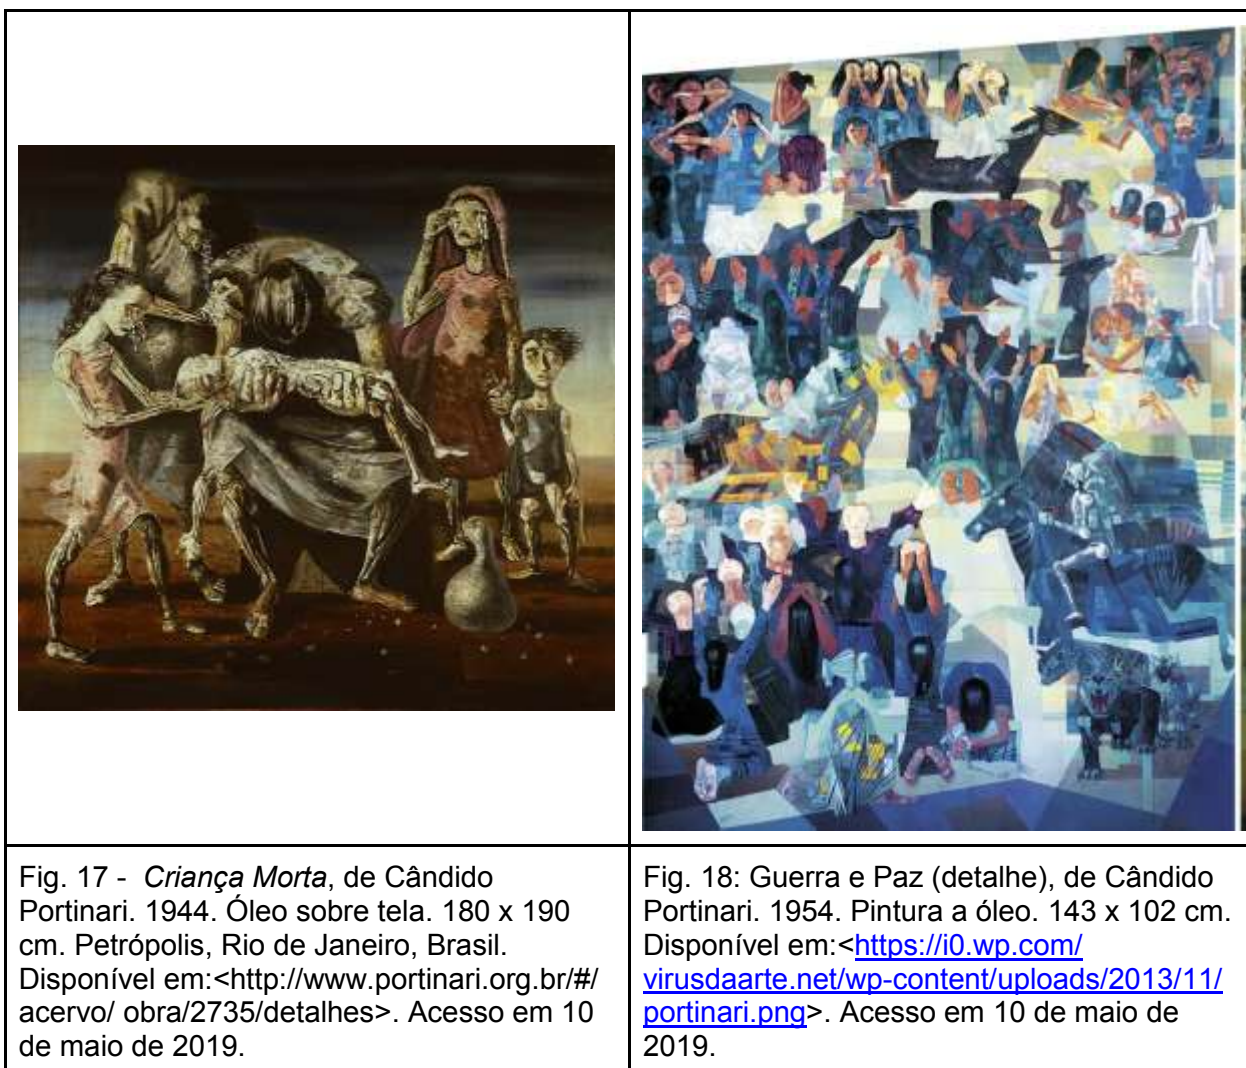 Fig. 17 - Criança Morta, de Cândido
Portinari. 1944. Óleo sobre tela. 180 x 190
cm. Petrópolis, Rio de Janeiro, Brasil.
Disponível em:<http://www.portinari.org.br/#/
acervo/ obra/2735/detalhes>. Acesso em 10
de maio de 2019.
Fig. 18: Guerra e Paz (detalhe), de Cândido
Portinari. 1954. Pintura a óleo. 143 x 102 cm.
Disponível em:<https://i0.wp.com/
virusdaarte.net/wp-content/uploads/2013/11/
portinari.png>. Acesso em 10 de maio de
2019.